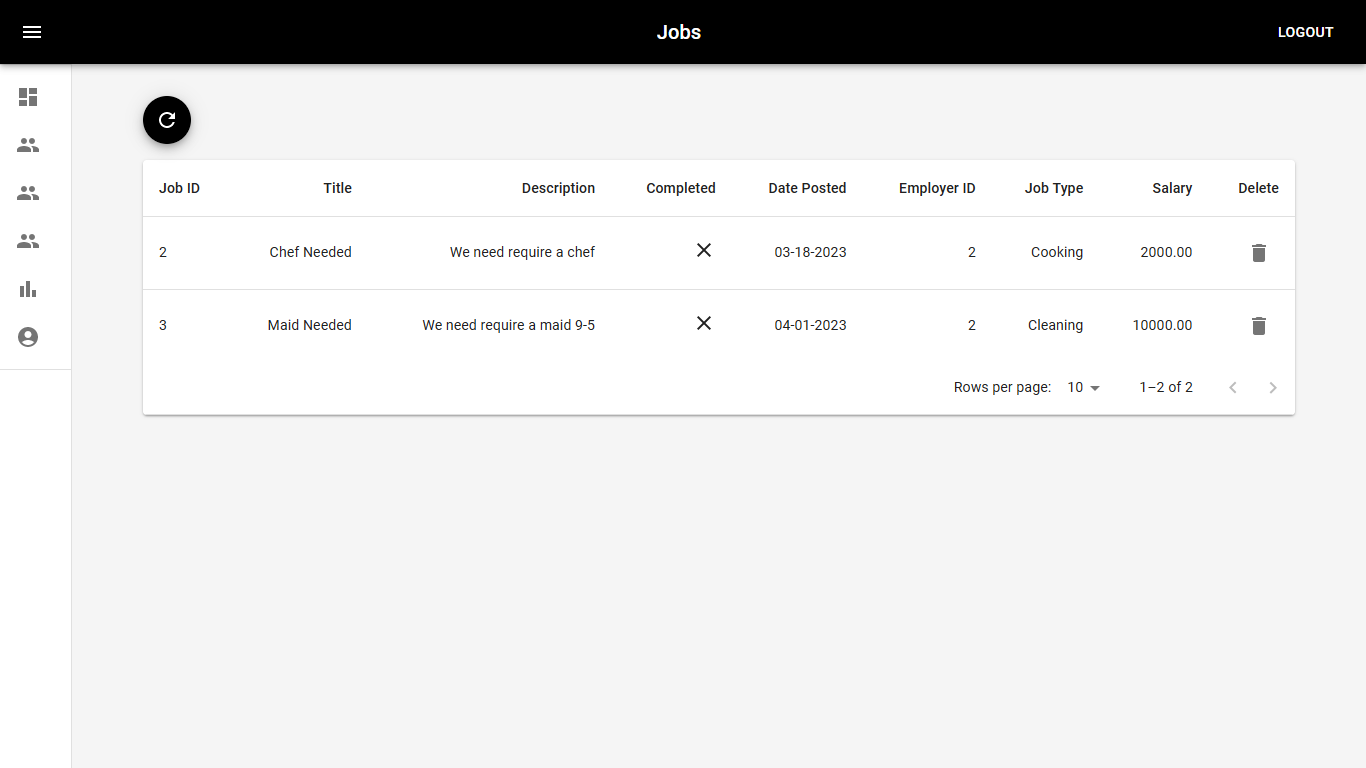 Jobs LOGOUT
Job ID Title Description Completed Date Posted Employer ID Job Type Salary Delete
2 Chef Needed We need require a chef 03-18-2023 2 Cooking 2000.00
3 Maid Needed We need require a maid 9-5 04-01-2023 2 Cleaning 10000.00
Rows per page: 10 1–2 of 2